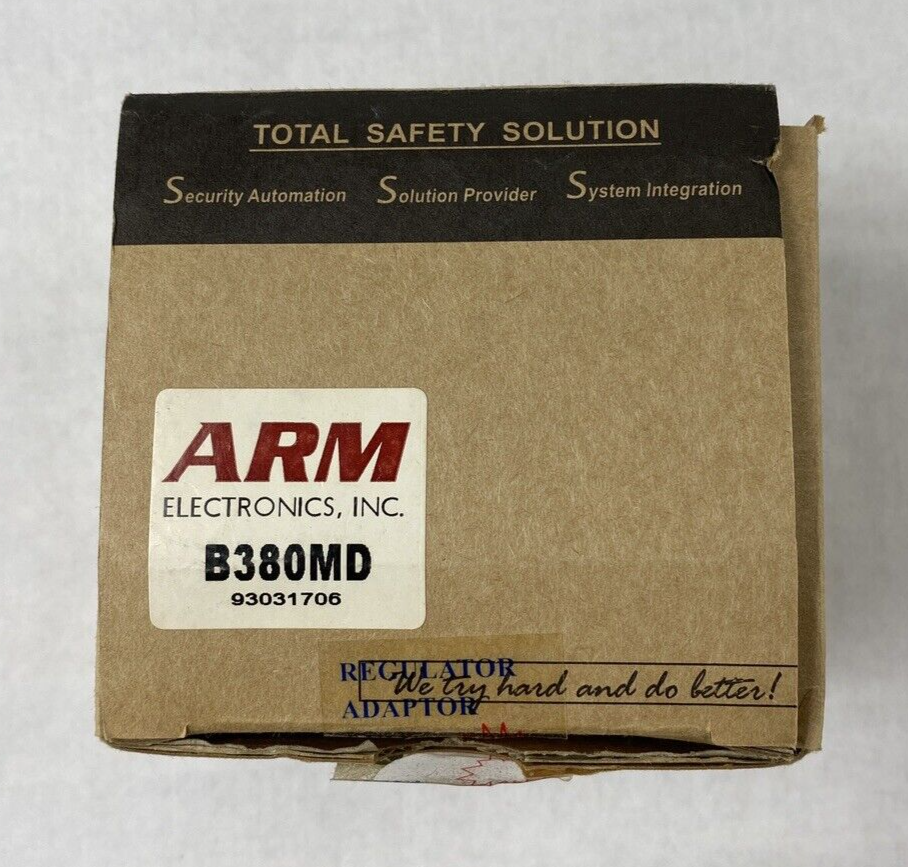 TOTAL SAFETY SOLUTION
Security Automation Solution Provider System Integration
ARM
ELECTRONICS, INC.
B380MD
93031706
REGULATOR
We try hard and do better!
ADAPTOR